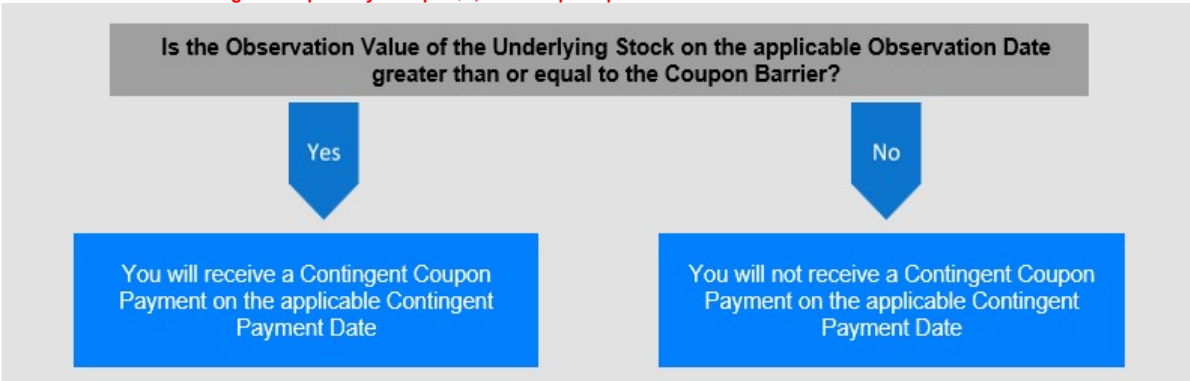 Is the Observation Value of the Underlying Stock on the applicable Observation Date
greater than or equal to the Coupon Barrier?
Yes
No
You will receive a Contingent Coupon
Payment on the applicable Contingent
Payment Date
You will not receive a Contingent Coupon
Payment on the applicable Contingent
Payment Date